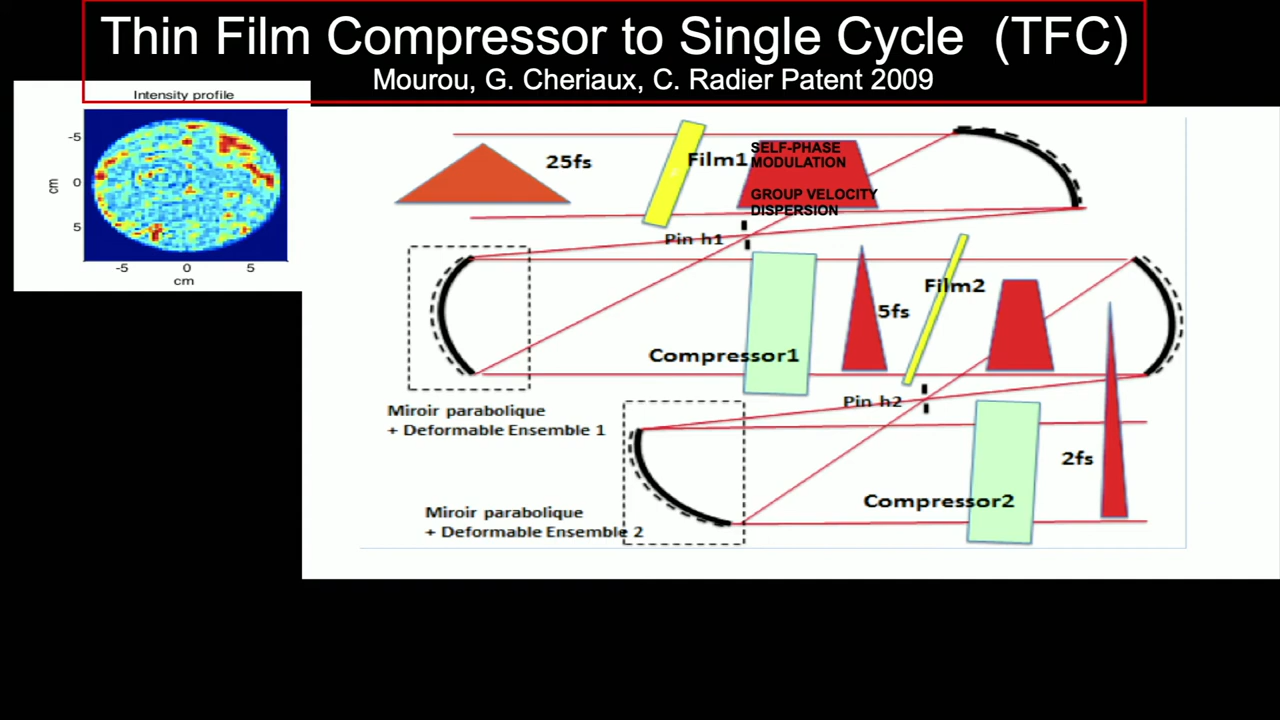 Thin Film Compressor to Single Cycle (TFC)
Mourou, G. Cheriaux, C. Radier Patent 2009
Intensity profile
-5
0
5
cm
-5 0 5
cm
25fs
Film1
SELF-PHASE
MODULATION
GROUP VELOCITY
DISPERSION
Pin h1
Film2
5fs
Compressor1
Pin h2
Miroir parabolique
+ Deformable Ensemble 1
2fs
Compressor2
Miroir parabolique
+ Deformable Ensemble 2